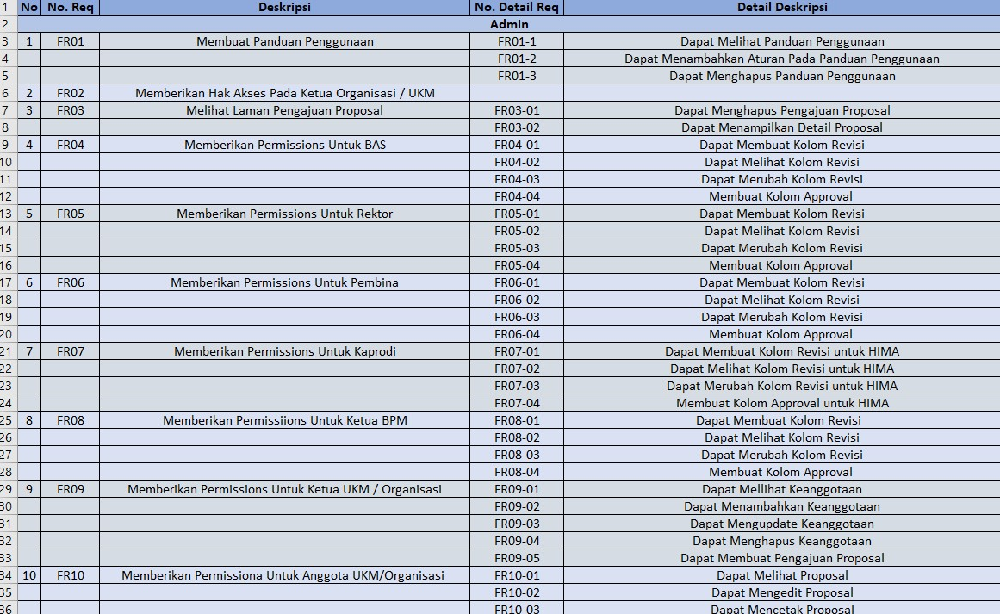 1 No No. Req Deskripsi No. Detail Req Detail Deskripsi
2 Admin
3 1 FR01 Membuat Panduan Penggunaan FR01-1 Dapat Melihat Panduan Penggunaan
4 FR01-2 Dapat Menambahkan Aturan Pada Panduan Penggunaan
5 FR01-3 Dapat Menghapus Panduan Penggunaan
6 2 FR02 Memberikan Hak Akses Pada Ketua Organisasi / UKM
7 3 FR03 Melihat Laman Pengajuan Proposal FR03-01 Dapat Menghapus Pengajuan Proposal
8 FR03-02 Dapat Menampilkan Detail Proposal
9 4 FR04 Memberikan Permissions Untuk BAS FR04-01 Dapat Membuat Kolom Revisi
10 FR04-02 Dapat Melihat Kolom Revisi
11 FR04-03 Dapat Merubah Kolom Revisi
12 FR04-04 Membuat Kolom Approval
13 5 FR05 Memberikan Permissions Untuk Rektor FR05-01 Dapat Membuat Kolom Revisi
14 FR05-02 Dapat Melihat Kolom Revisi
15 FR05-03 Dapat Merubah Kolom Revisi
16 FR05-04 Membuat Kolom Approval
17 6 FR06 Memberikan Permissions Untuk Pembina FR06-01 Dapat Membuat Kolom Revisi
18 FR06-02 Dapat Melihat Kolom Revisi
19 FR06-03 Dapat Merubah Kolom Revisi
20 FR06-04 Membuat Kolom Approval
21 7 FR07 Memberikan Permissions Untuk Kaprodi FR07-01 Dapat Membuat Kolom Revisi untuk HIMA
22 FR07-02 Dapat Melihat Kolom Revisi untuk HIMA
23 FR07-03 Dapat Merubah Kolom Revisi untuk HIMA
24 FR07-04 Membuat Kolom Approval untuk HIMA
25 8 FR08 Memberikan Permissiions Untuk Ketua BPM FR08-01 Dapat Membuat Kolom Revisi
26 FR08-02 Dapat Melihat Kolom Revisi
27 FR08-03 Dapat Merubah Kolom Revisi
28 FR08-04 Membuat Kolom Approval
29 9 FR09 Memberikan Permissions Untuk Ketua UKM / Organisasi FR09-01 Dapat Mellihat Keanggotaan
30 FR09-02 Dapat Menambahkan Keanggotaan
31 FR09-03 Dapat Mengupdate Keanggotaan
32 FR09-04 Dapat Menghapus Keanggotaan
33 FR09-05 Dapat Membuat Pengajuan Proposal
34 10 FR10 Memberikan Permissiona Untuk Anggota UKM/Organisasi FR10-01 Dapat Melihat Proposal
35 FR10-02 Dapat Mengedit Proposal
36 FR10-03 Dapat Mencetak Proposal